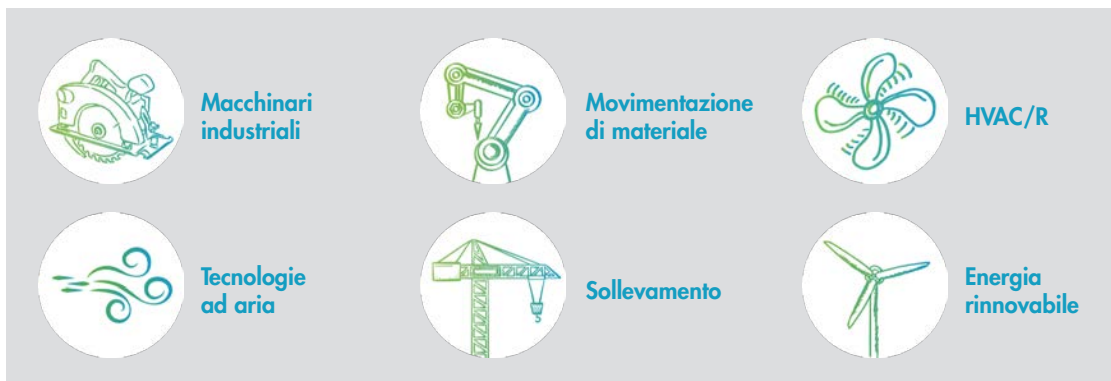 Macchinari
industriali
Movimentazione
di materiale
HVAC/R
Tecnologie
ad aria
Sollevamento
Energia
rinnovabile